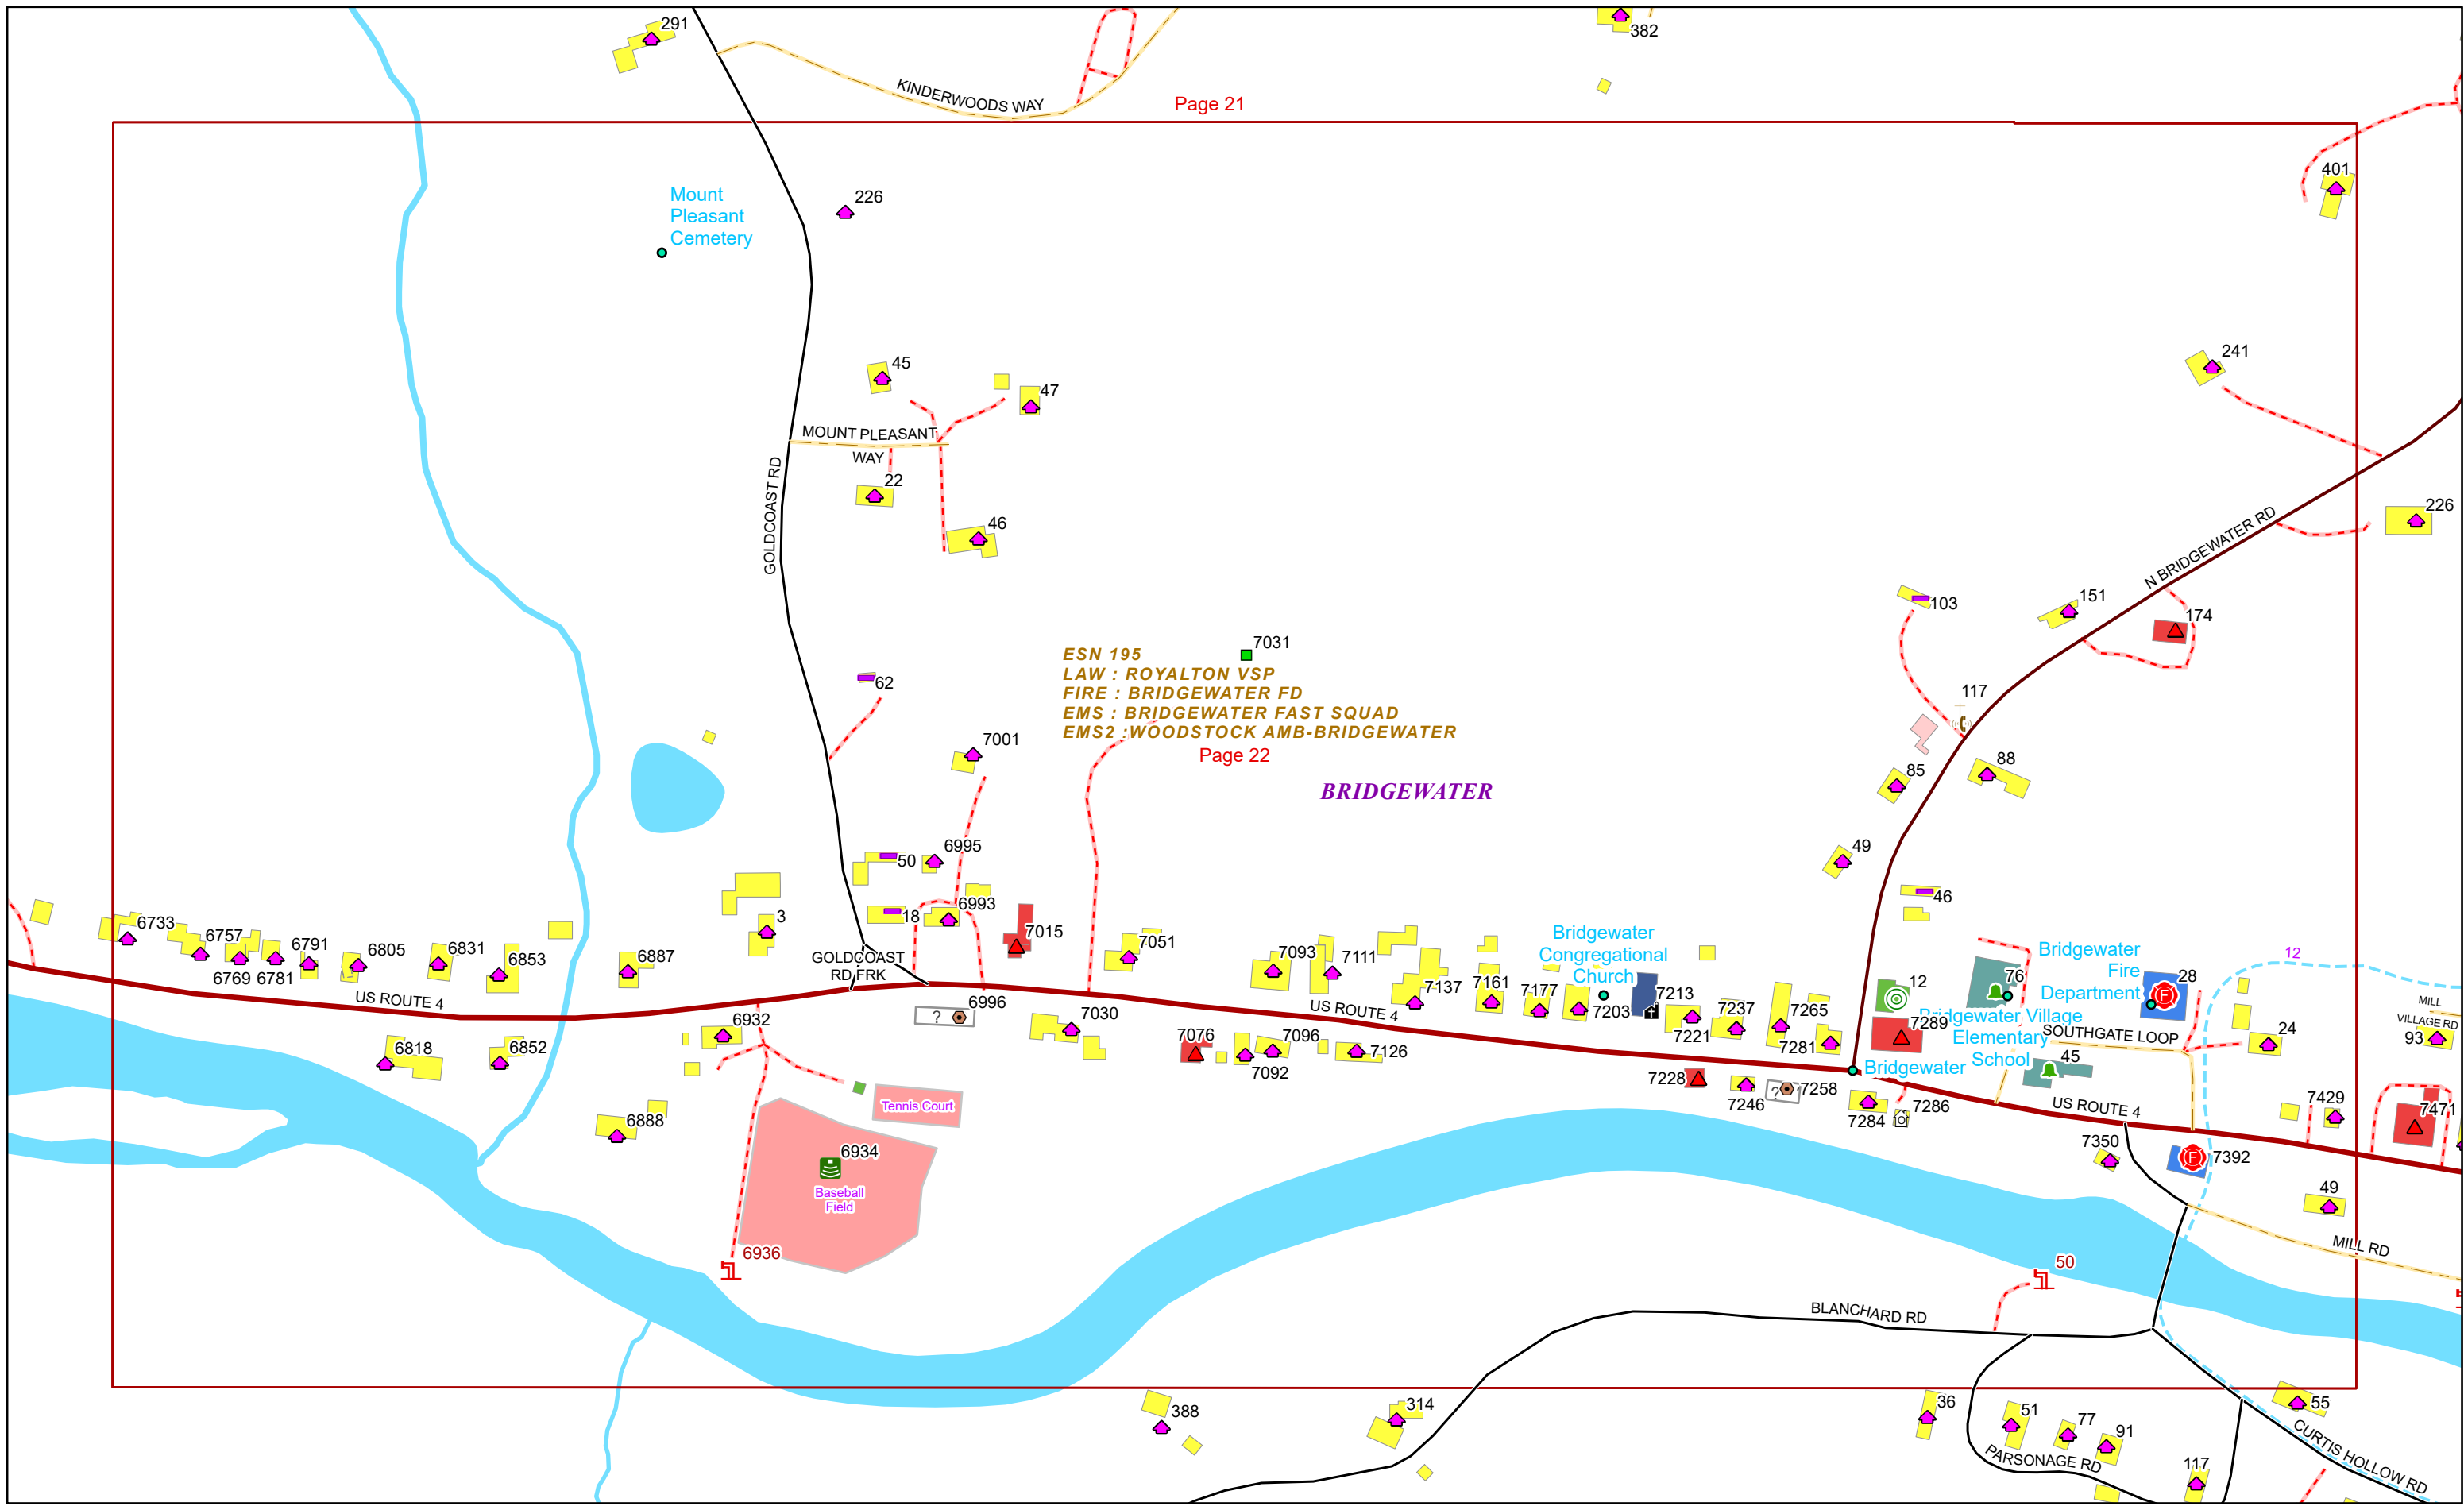 291
382
KINDERWOODS WAY
Page 21
401
Mount
Pleasant
Cemetery
226
241
45
47
MOUNT PLEASANT
WAY
22
46
GOLDCOAST RD
226
N BRIDGEWATER RD
103
151
174
7031
ESN 195
LAW : ROYALTON VSP
FIRE : BRIDGEWATER FD
EMS : BRIDGEWATER FAST SQUAD
EMS2 :WOODSTOCK AMB-BRIDGEWATER
Page 22
BRIDGEWATER
62
117
7001
88
85
49
50
6995
46
3
18
6993
7015
6733
6757
6769
6781
6791
6805
6831
6853
6887
GOLDCOAST
RD FRK
7051
7093
7111
7137
7161
7177
Bridgewater
Congregational
Church
7203
7213
7221
7237
7265
7281
12
76
Bridgewater
Fire
Department
28
12
US ROUTE 4
6996
?
US ROUTE 4
7289
Bridgewater Village
Elementary
School
SOUTHGATE LOOP
MILL
VILLAGE RD
93
24
6818
6852
6932
7030
7076
7092
7096
7126
7228
7246
?
7258
Bridgewater
45
7284
7286
US ROUTE 4
7429
7471
6888
Tennis Court
6934
Baseball
Field
7350
7392
49
6936
MILL RD
50
BLANCHARD RD
388
314
36
51
77
91
117
PARSONAGE RD
55
CURTIS HOLLOW RD